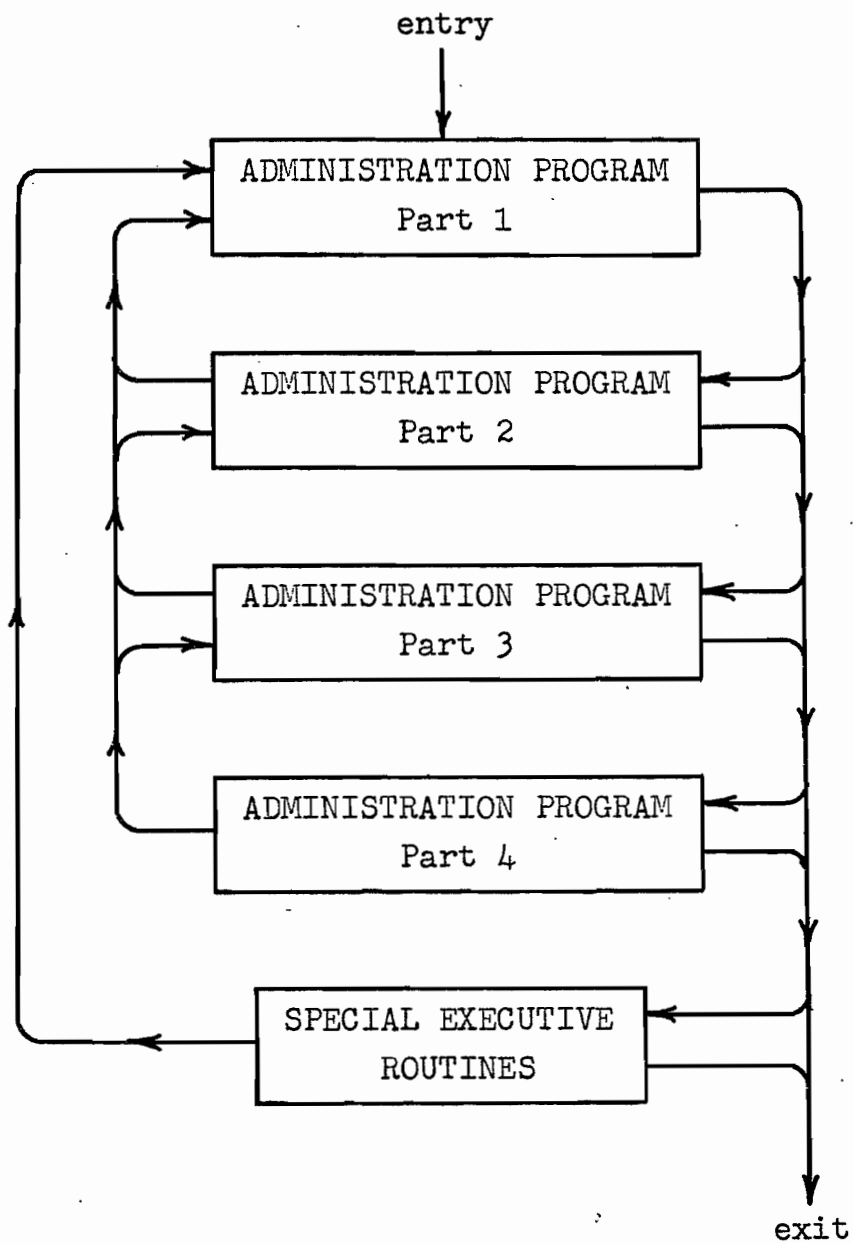 entry
ADMINISTRATION PROGRAM
Part 1
ADMINISTRATION PROGRAM
Part 2
ADMINISTRATION PROGRAM
Part 3
ADMINISTRATION PROGRAM
Part 4
SPECIAL EXECUTIVE
ROUTINES
exit